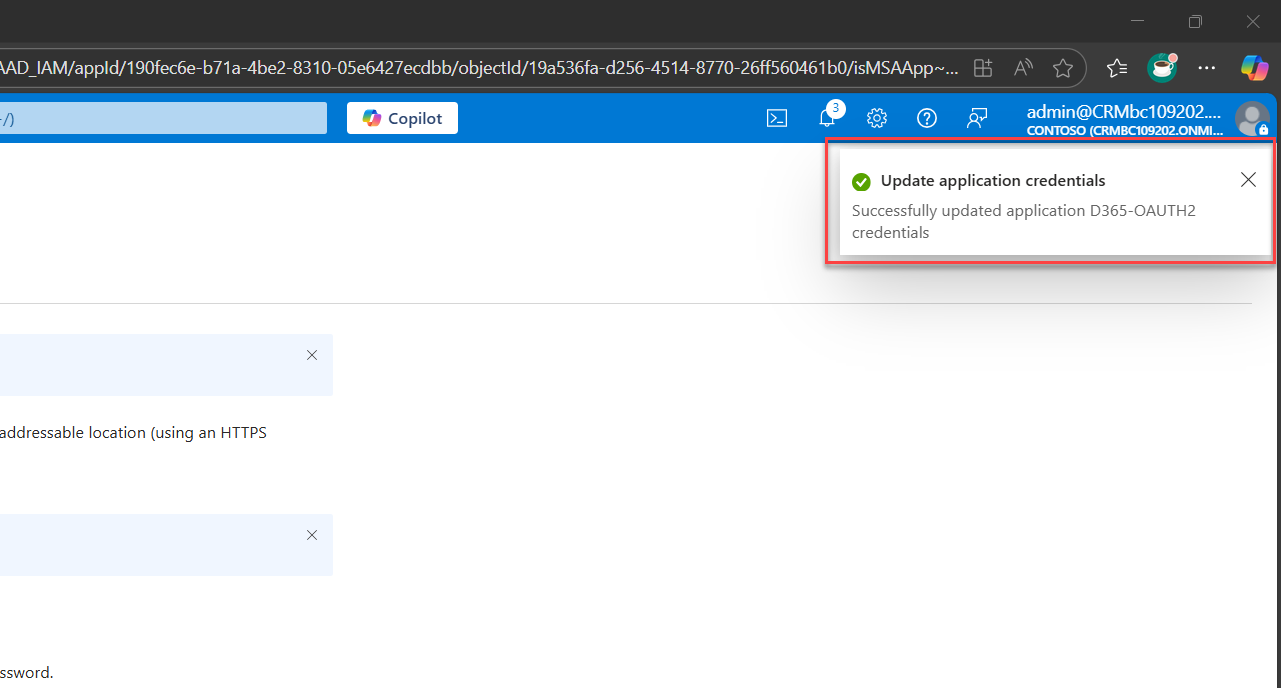 AAD_IAM/appId/190fec6e-b71a-4be2-8310-05e6427ecdbb/objectId/19a536fa-d256-4514-8770-26ff560461b0/isMSAApp~...
+/)
Copilot
3
admin@CRMbc109202....
CONTOSO (CRMBC109202.ONMI...
Update application credentials
Successfully updated application D365-OAUTH2
credentials
addressable location (using an HTTPS
ssword.